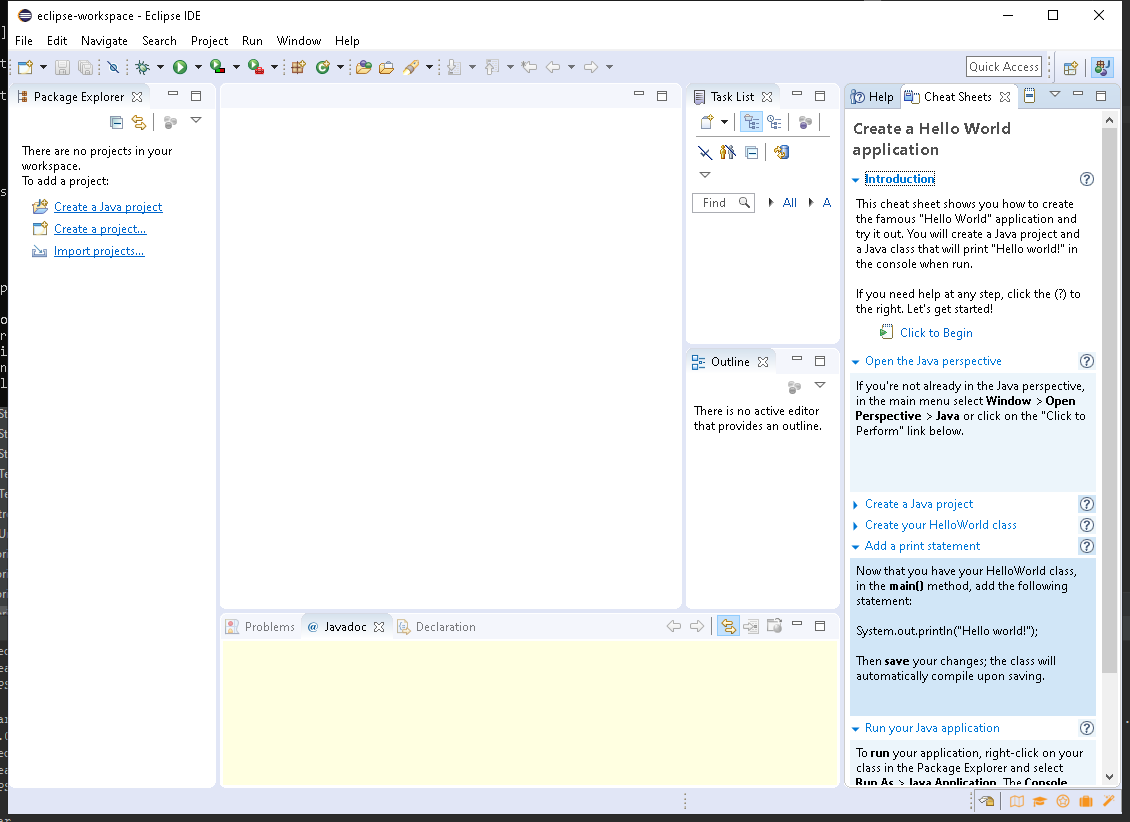 eclipse-workspace - Eclipse IDE
File Edit Navigate Search Project Run Window Help
Quick Access
Package Explorer
There are no projects in your
workspace.
To add a project:
Create a Java project
Create a project...
Import projects...
Task List
Find All A
Outline
There is no active editor
that provides an outline.
Problems @ Javadoc Declaration
Help Cheat Sheets
Create a Hello World
application
Introduction
This cheat sheet shows you how to create
the famous "Hello World" application and
try it out. You will create a Java project and
a Java class that will print "Hello world!" in
the console when run.
If you need help at any step, click the (?) to
the right. Let's get started!
Click to Begin
Open the Java perspective
If you're not already in the Java perspective,
in the main menu select Window > Open
Perspective > Java or click on the "Click to
Perform" link below.
Create a Java project
Create your HelloWorld class
Add a print statement
Now that you have your HelloWorld class,
in the main() method, add the following
statement:
System.out.println("Hello world!");
Then save your changes; the class will
automatically compile upon saving.
Run your Java application
To run your application, right-click on your
class in the Package Explorer and select
Run As > Java Application. The Console